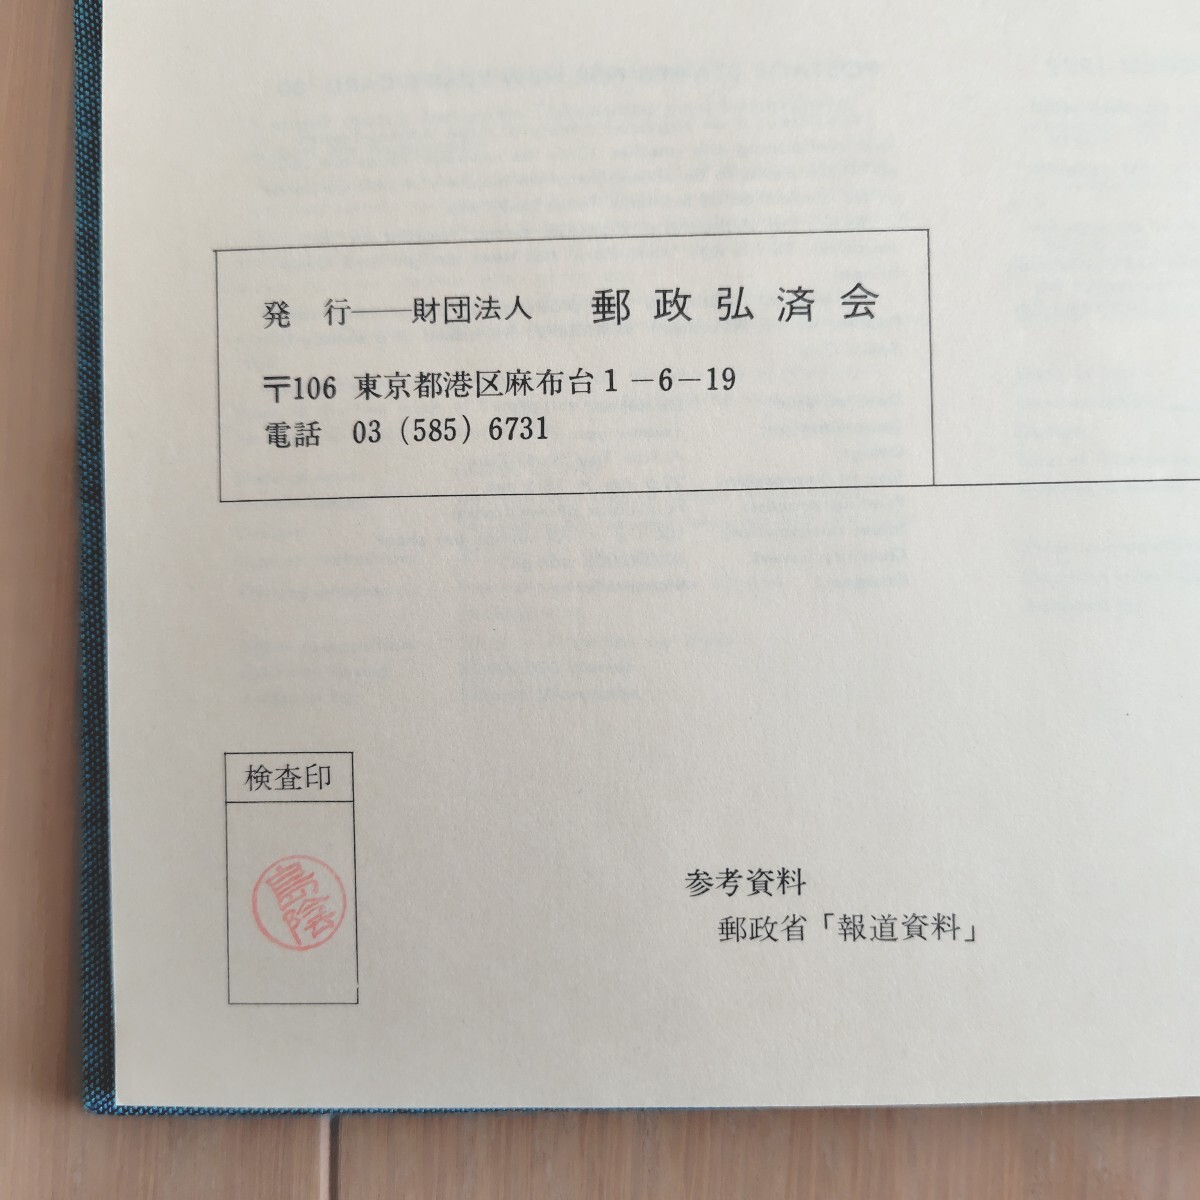 発 行──財団法人 郵政弘済会
〒106 東京都港区麻布台1-6-19
電話 03 (585) 6731
検査印
参考資料
郵政省「報道資料」